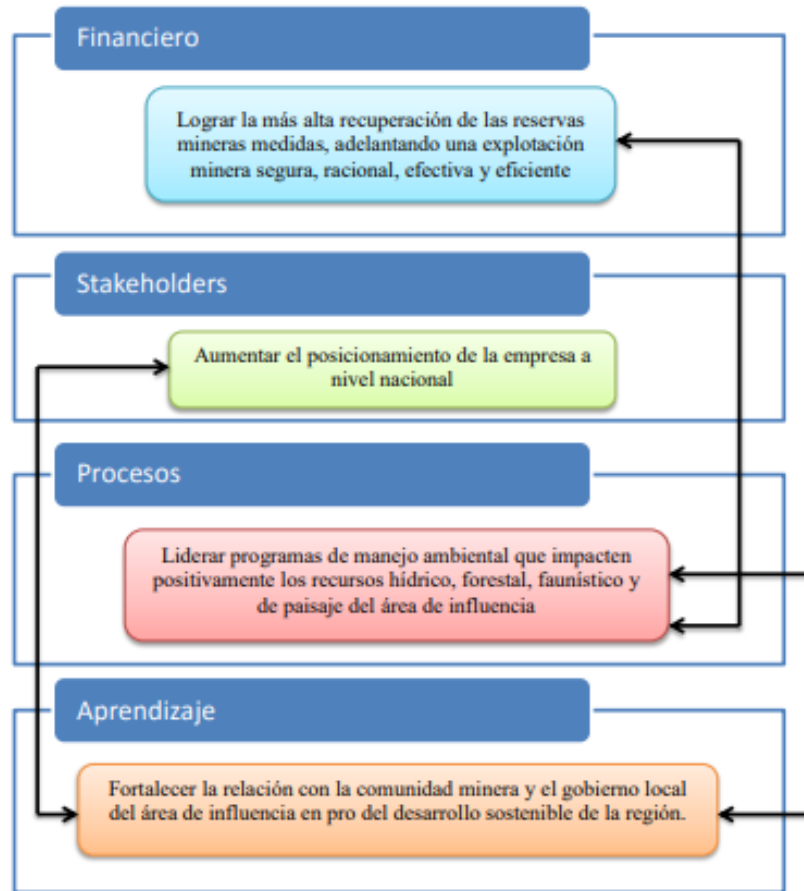 Financiero
Lograr la más alta recuperación de las reservas
mineras medidas, adelantando una explotación
minera segura, racional, efectiva y eficiente
Stakeholders
Aumentar el posicionamiento de la empresa a
nivel nacional
Procesos
Liderar programas de manejo ambiental que impacten
positivamente los recursos hídrico, forestal, faunístico y
de paisaje del área de influencia
Aprendizaje
Fortalecer la relación con la comunidad minera y el gobierno local
del área de influencia en pro del desarrollo sostenible de la región.